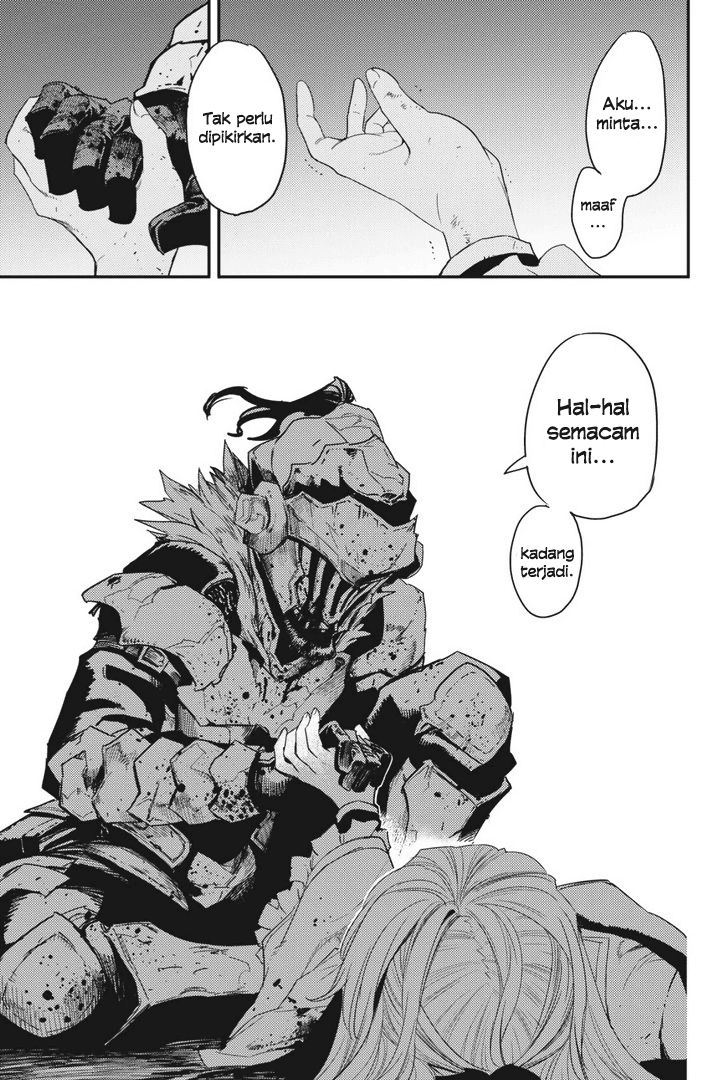 Aku...
minta...
maaf
...
Tak perlu
dipikirkan.
Hal-hal
semacam
ini...
kadang
terjadi.